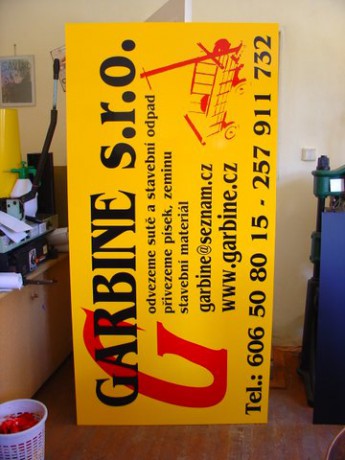 GARBINE s.r.o.
odvezeme sutě a stavební odpad
přivezeme písek, zeminu
stavební materiál
garbine@seznam.cz
www.garbine.cz
Tel.: 606 50 80 15 - 257 911 732